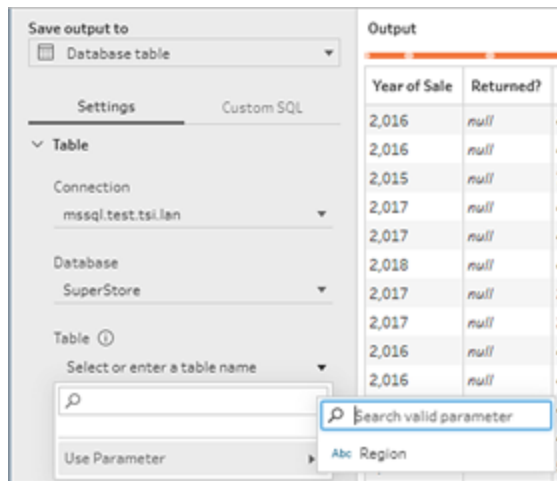 Save output to
Database table
Settings
Custom SQL
Table
Connection
mssql.test.tsi.lan
Database
SuperStore
Table
Select or enter a table name
Use Parameter
Output
Year of Sale Returned?
2,016 null
2,016 null
2,015 null
2,017 null
2,017 null
2,018 null
2,017 null
2,017 null
2,016 null
2,016 null
Search valid parameter
Abc Region